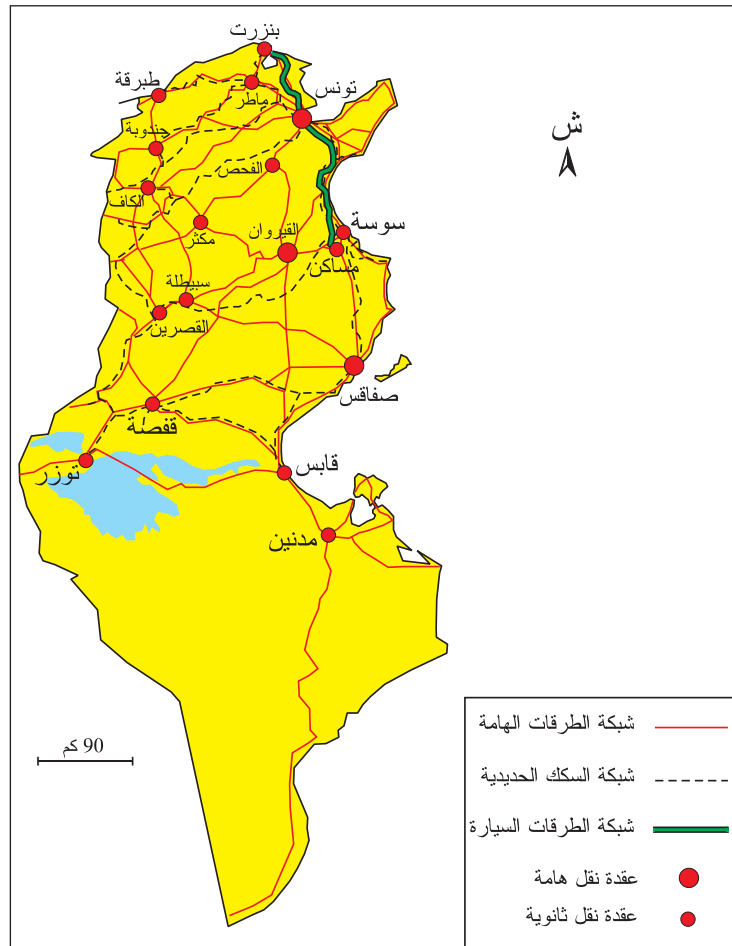 بنزرت
طبرقة
ماطر
تونس
جندوبة
الفحص
ش
الكاف
مكثر
القيروان
سوسة
مساكن
سبيطلة
القصرين
صفاقس
قفصة
توزر
قابس
مدنين
90 كم
شبكة الطرقات الهامة
شبكة السكك الحديدية
شبكة الطرقات السيارة
عقدة نقل هامة
عقدة نقل ثانوية